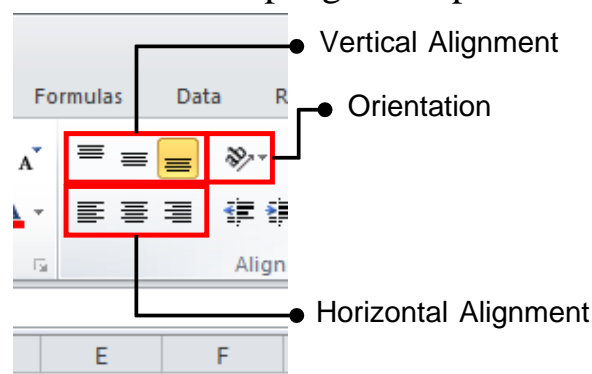 Vertical Alignment
Formulas Data R
Orientation
A
A
Align
Horizontal Alignment
E F